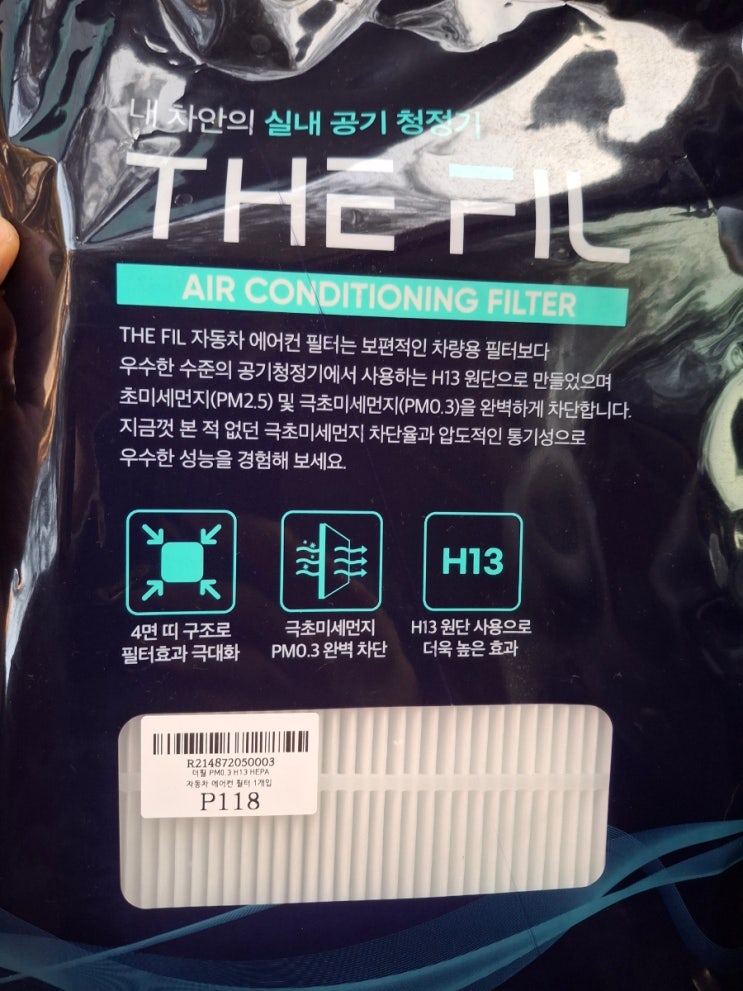 내 차안의 실내 공기 청정기
THE FIL
AIR CONDITIONING FILTER
THE FIL 자동차 에어컨 필터는 보편적인 차량용 필터보다
우수한 수준의 공기청정기에서 사용하는 H13 원단으로 만들었으며
초미세먼지(PM2.5) 및 극초미세먼지(PM0.3)을 완벽하게 차단합니다.
지금껏 본 적 없던 극초미세먼지 차단율과 압도적인 통기성으로
우수한 성능을 경험해 보세요.
H13
4면 띠 구조로
필터효과 극대화
극초미세먼지
PM0.3 완벽 차단
H13 원단 사용으로
더욱 높은 효과
R214872050003
더필 PM0.3 H13 HEPA
자동차 에어컨 필터 1개입
P118